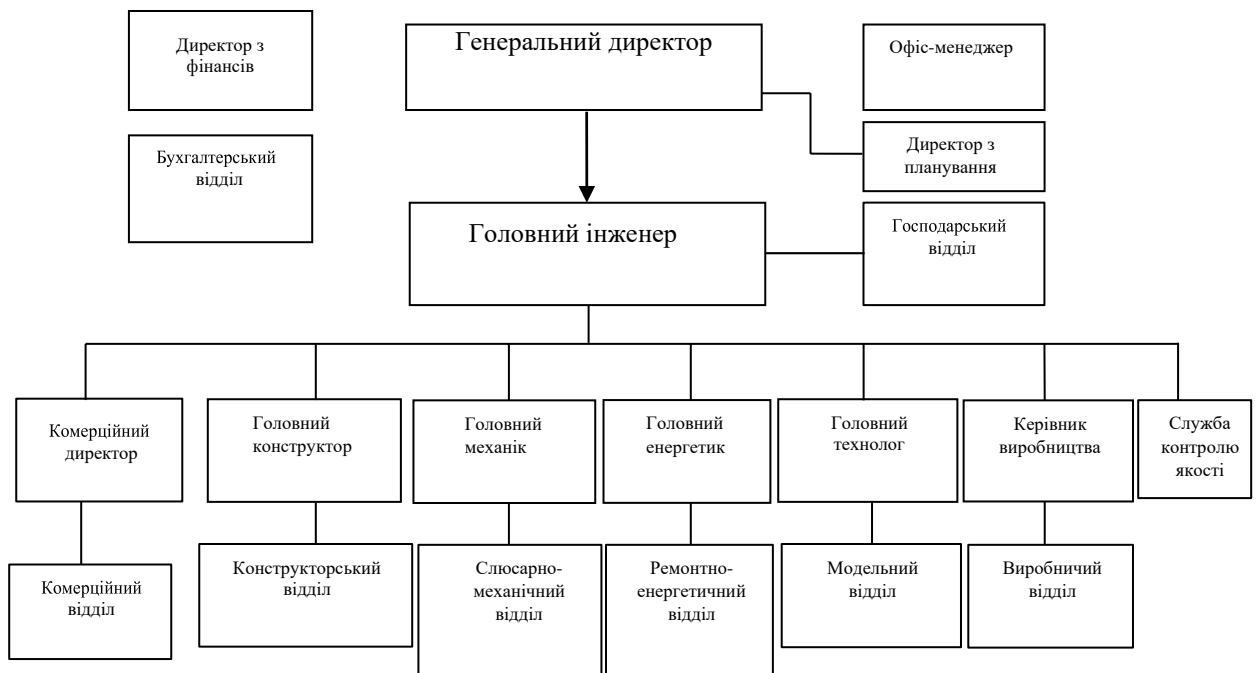 Директор з
фінансів
Генеральний директор
Офіс-менеджер
Бухгалтерський
відділ
Директор з
планування
Головний інженер
Господарський
відділ
Комерційний
директор
Головний
конструктор
Головний
механік
Головний
енергетик
Головний
технолог
Керівник
виробництва
Служба
контролю
якості
Комерційний
відділ
Конструкторський
відділ
Слюсарно-
механічний
відділ
Ремонтно-
енергетичний
відділ
Модельний
відділ
Виробничий
відділ